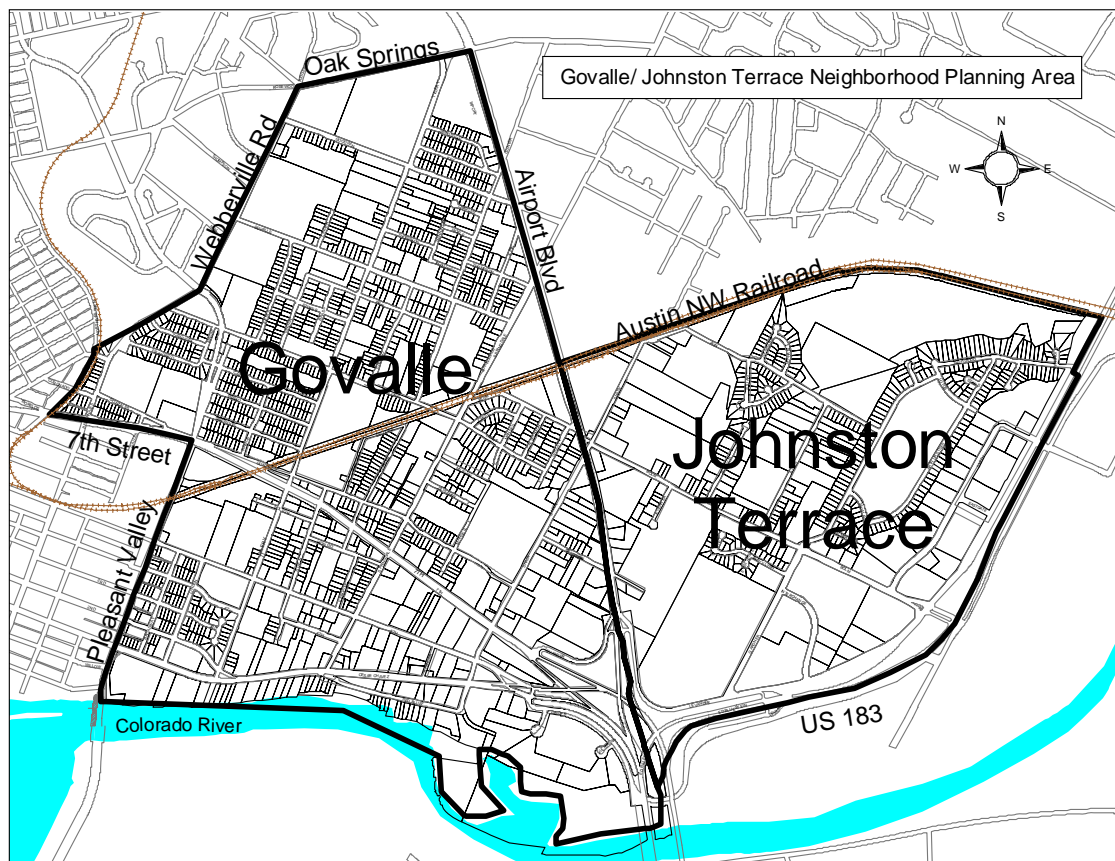 Oak Springs
Govalle/ Johnston Terrace Neighborhood Planning Area
N
W
E
S
Webberville Rd
Airport Blvd
Austin NW Railroad
Govalle
Johnston
Terrace
7th Street
Pleasant Valley
Colorado River
US 183